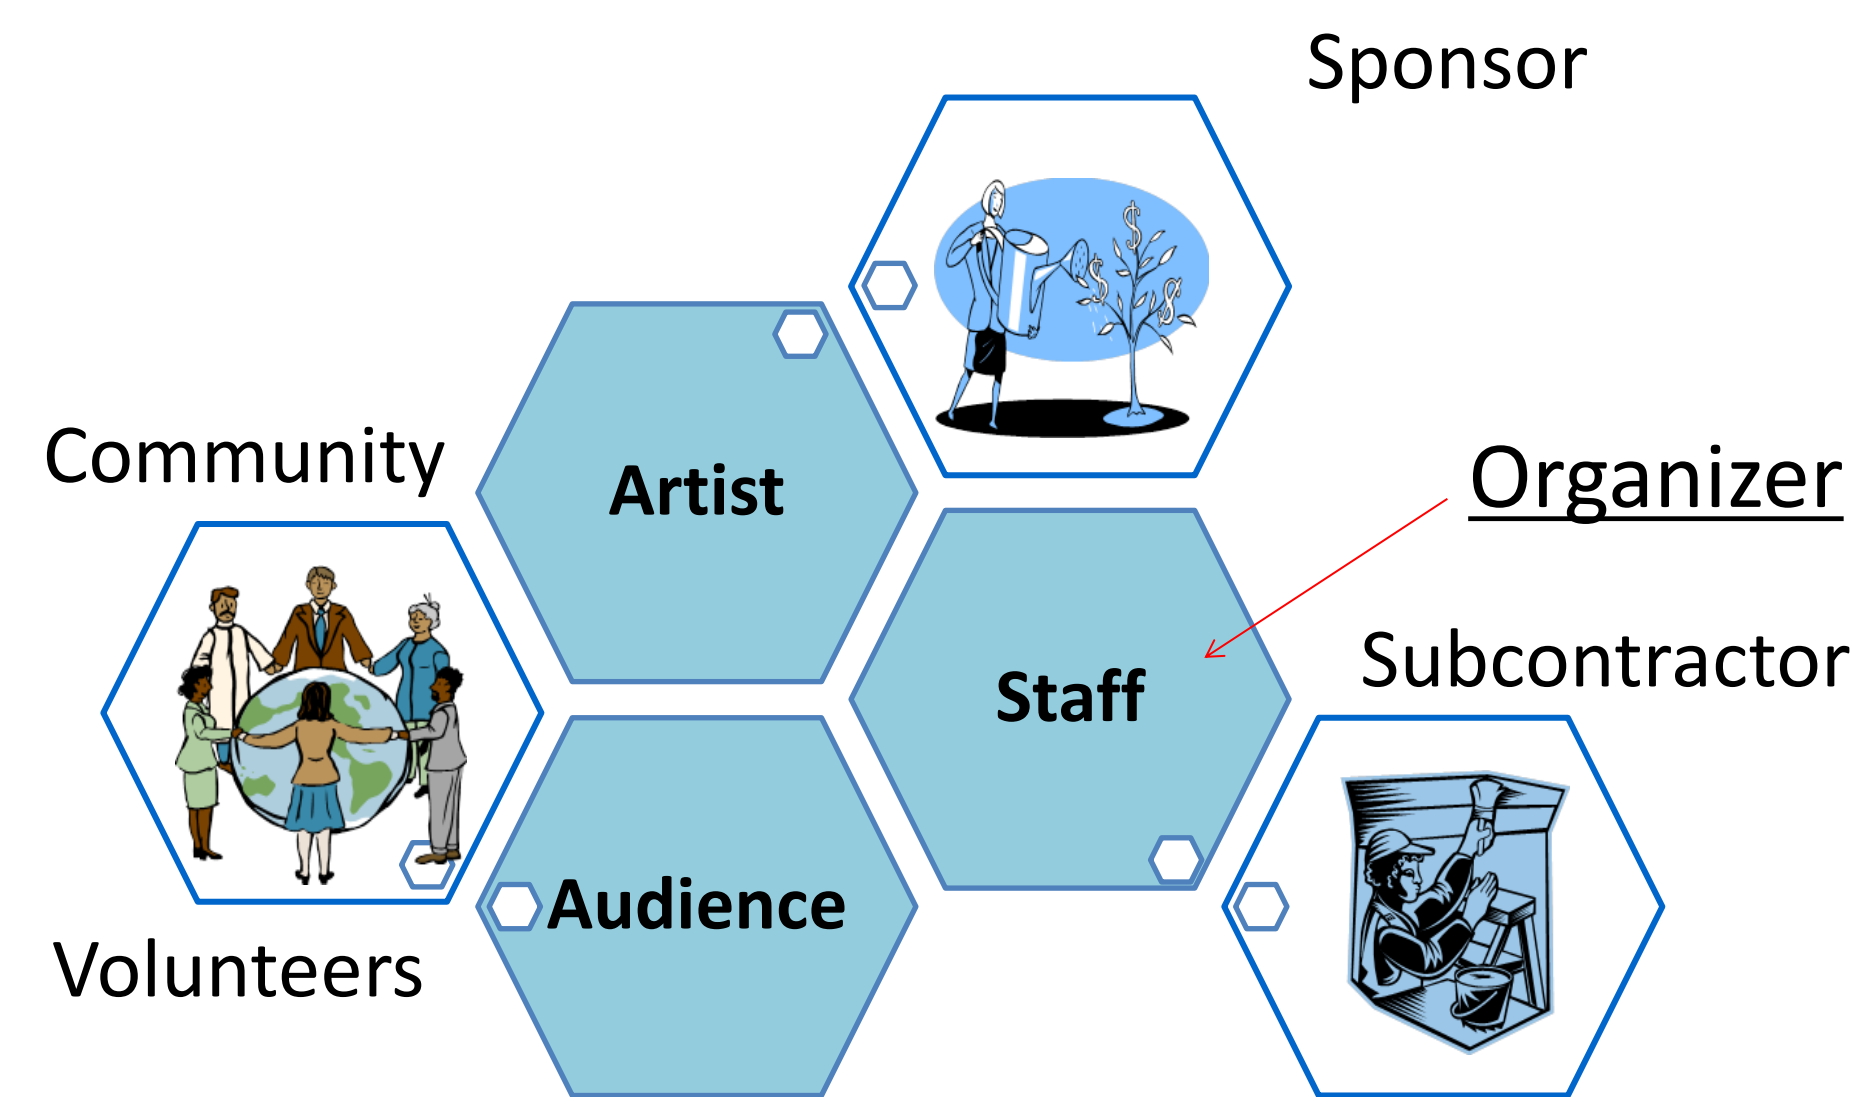 Sponsor
Community
Artist
Organizer
Staff
Subcontractor
Audience
Volunteers